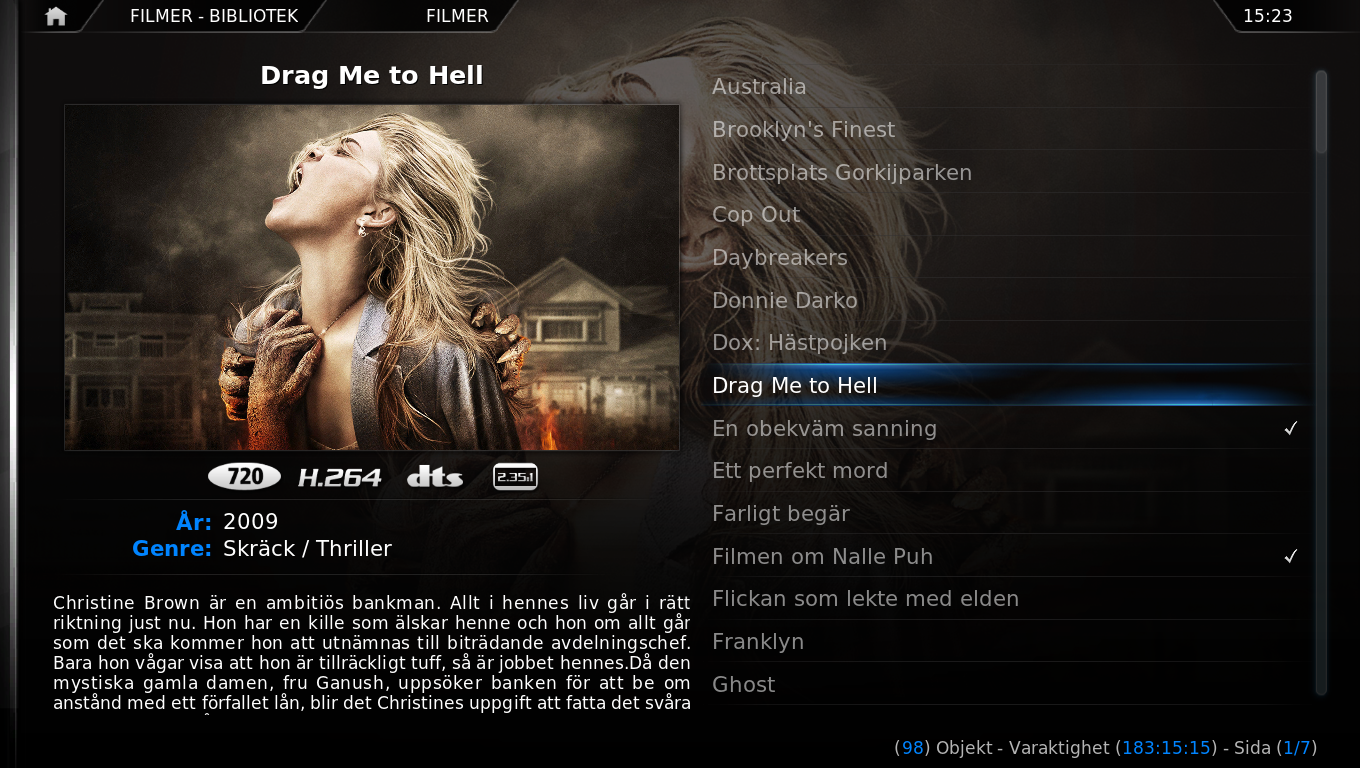 FILMER - BIBLIOTEK
FILMER
15:23
Drag Me to Hell
720 H.264 dts 2.35:1
År: 2009
Genre: Skräck / Thriller
Christine Brown är en ambitiös bankman. Allt i hennes liv går i rätt
riktning just nu. Hon har en kille som älskar henne och hon om allt går
som det ska kommer hon att utnämnas till biträdande avdelningschef.
Bara hon vågar visa att hon är tillräckligt tuff, så är jobbet hennes.Då den
mystiska gamla damen, fru Ganush, uppsöker banken för att be om
anstånd med ett förfallet lån, blir det Christines uppgift att fatta det svåra
Australia
Brooklyn's Finest
Brottsplats Gorkijparken
Cop Out
Daybreakers
Donnie Darko
Dox: Hästpojken
Drag Me to Hell
En obekväm sanning
Ett perfekt mord
Farligt begär
Filmen om Nalle Puh
Flickan som lekte med elden
Franklyn
Ghost
(98) Objekt - Varaktighet (183:15:15) - Sida (1/7)